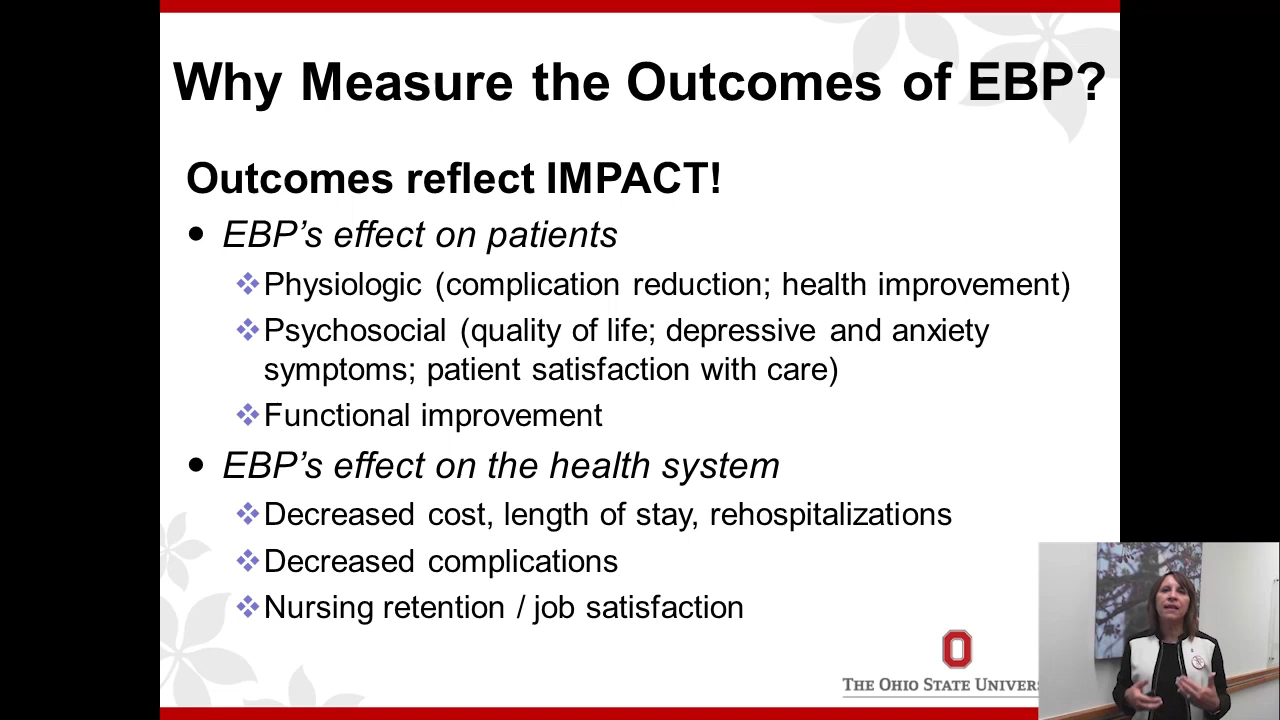 Why Measure the Outcomes of EBP?
Outcomes reflect IMPACT!
• EBP’s effect on patients
❖Physiologic (complication reduction; health improvement)
❖Psychosocial (quality of life; depressive and anxiety
symptoms; patient satisfaction with care)
❖Functional improvement
• EBP’s effect on the health system
❖Decreased cost, length of stay, rehospitalizations
❖Decreased complications
❖Nursing retention / job satisfaction
O
THE OHIO STATE